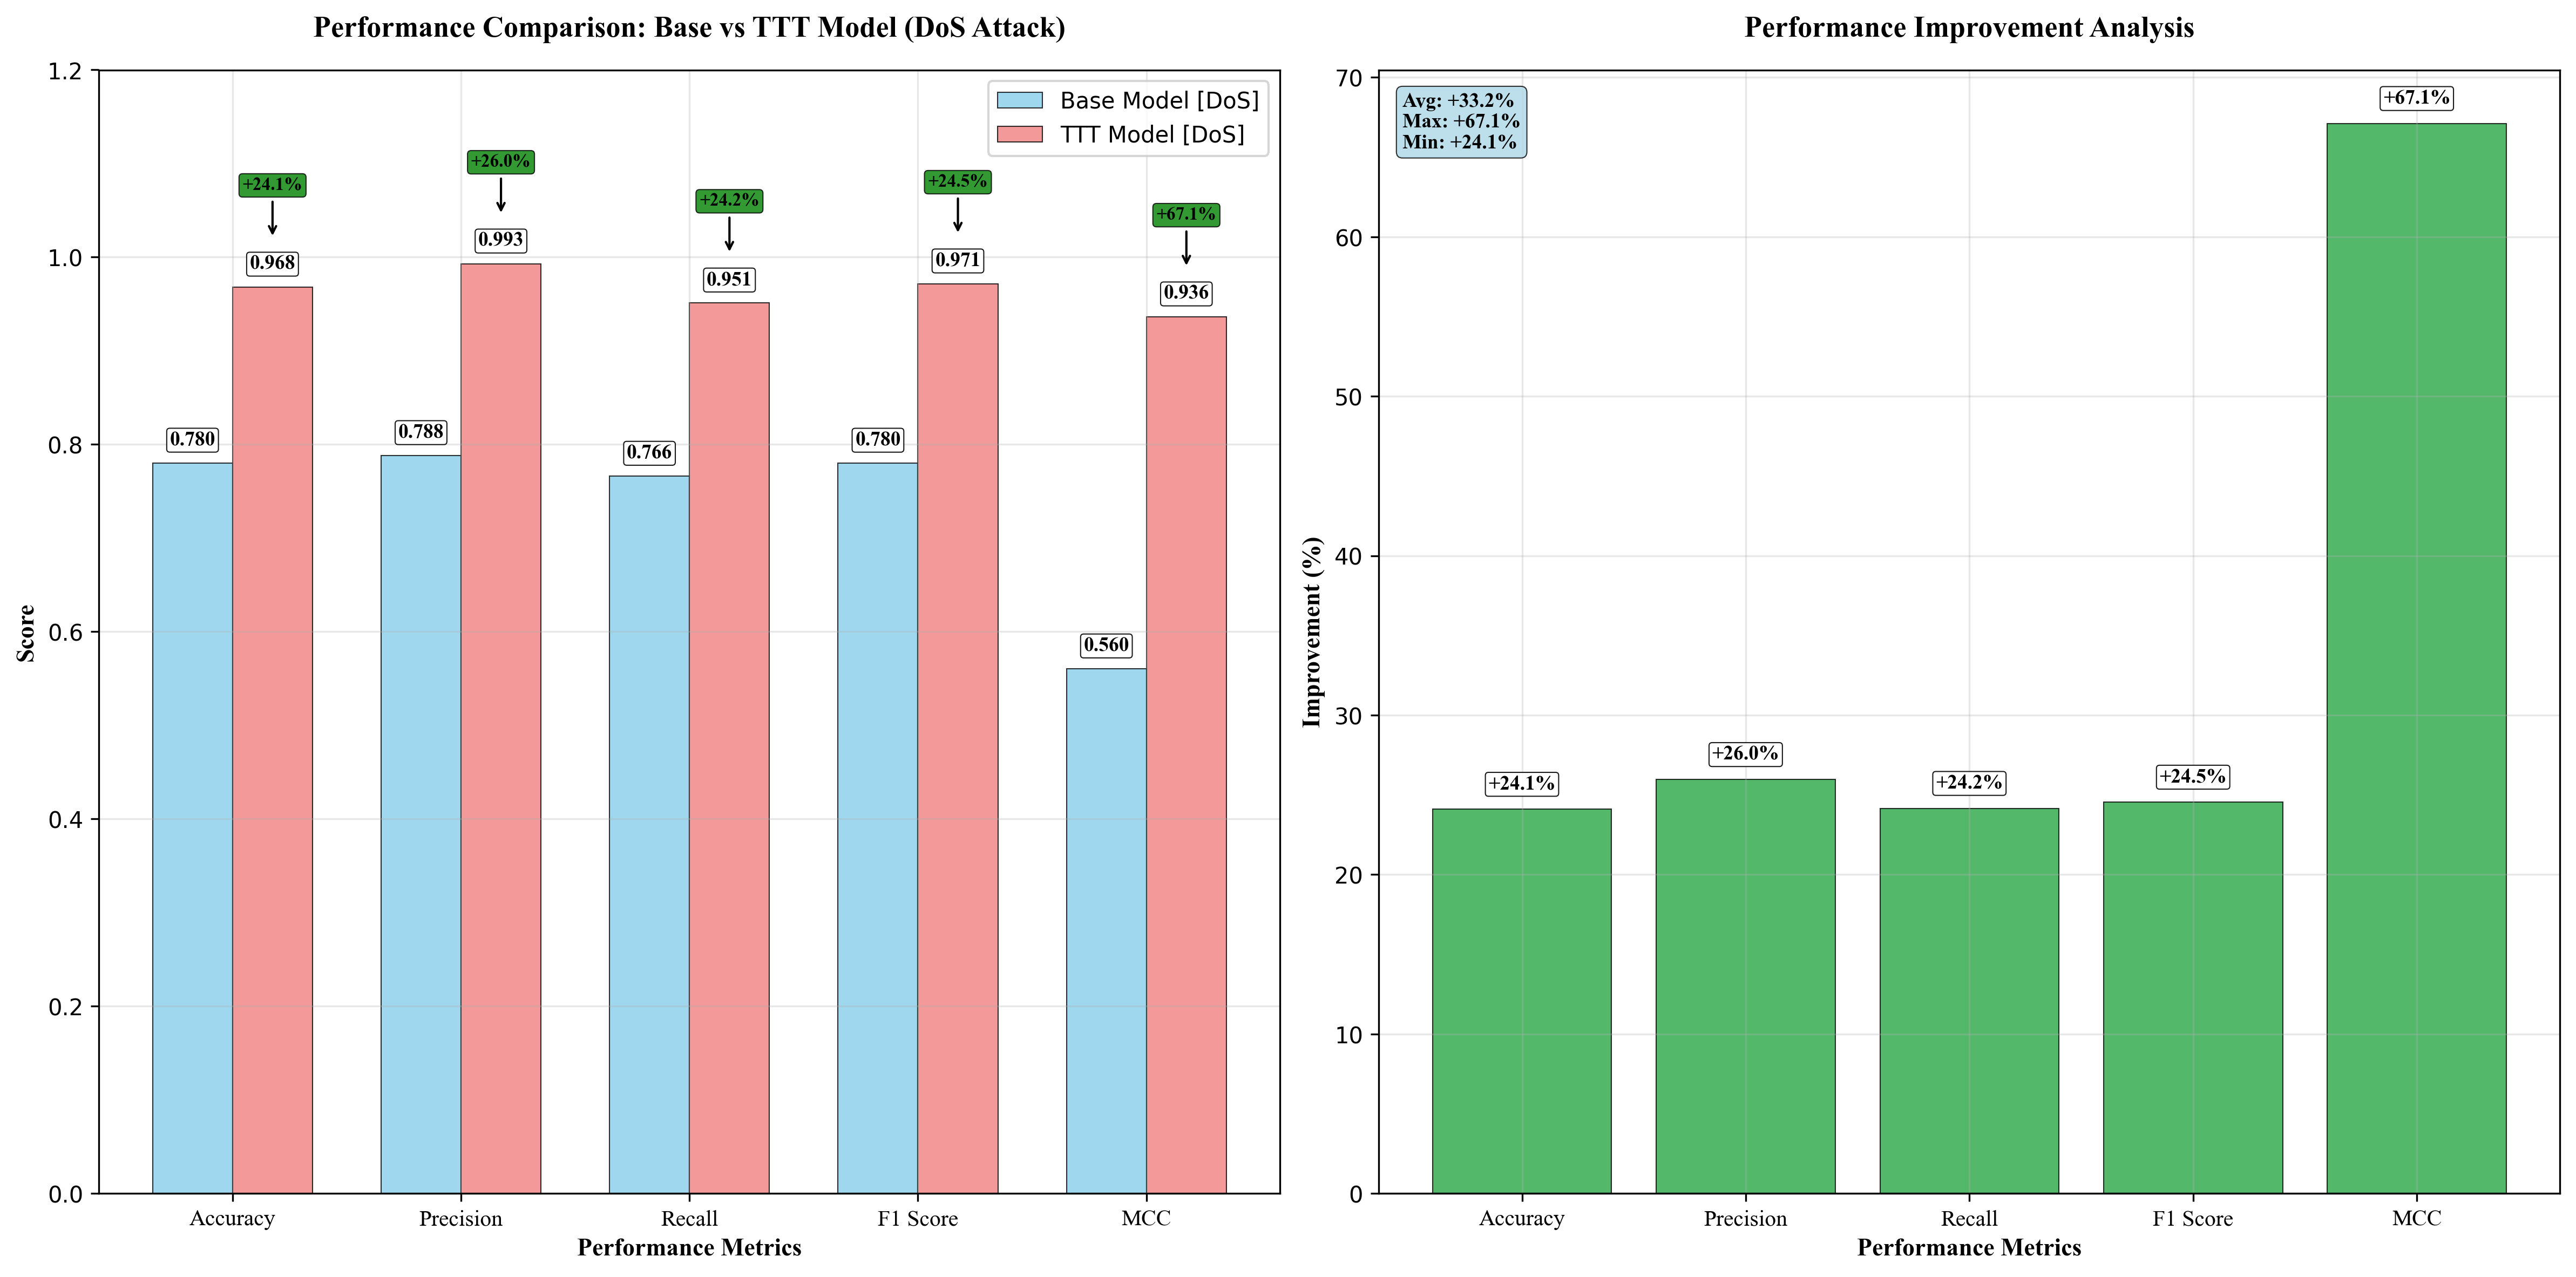 Performance Comparison: Base vs TTT Model (DoS Attack)
Base Model [DoS]
TTT Model [DoS]
+24.1%
+26.0%
+24.2%
+24.5%
+67.1%
0.968
0.993
0.951
0.971
0.936
0.780
0.788
0.766
0.780
0.560
1.2
1.0
0.8
0.6
0.4
0.2
0.0
Score
Accuracy
Precision
Recall
F1 Score
MCC
Performance Metrics
Performance Improvement Analysis
Avg: +33.2%
Max: +67.1%
Min: +24.1%
+24.1%
+26.0%
+24.2%
+24.5%
+67.1%
70
60
50
40
30
20
10
0
Improvement (%)
Accuracy
Precision
Recall
F1 Score
MCC
Performance Metrics